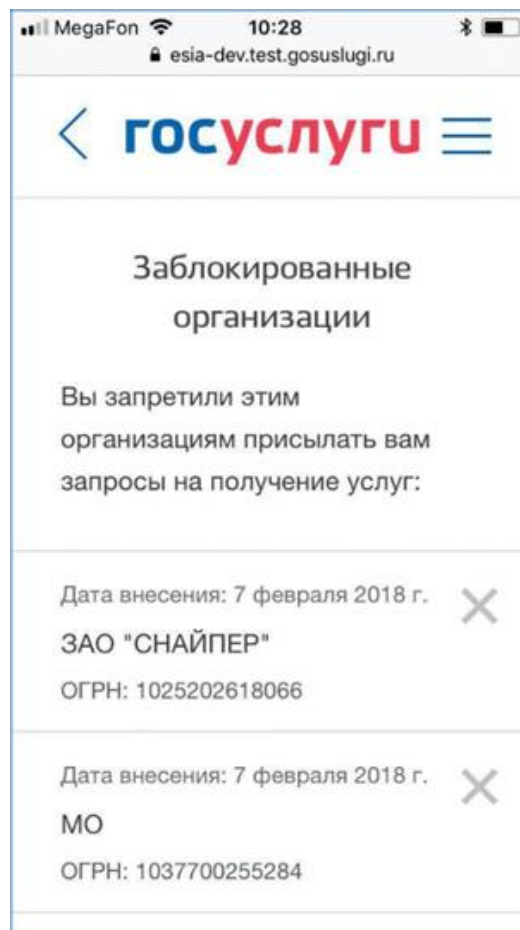 MegaFon 10:28
esia-dev.test.gosuslugi.ru
госуслуги
Заблокированные
организации
Вы запретили этим
организациям присылать вам
запросы на получение услуг:
Дата внесения: 7 февраля 2018 г.
ЗАО "СНАЙПЕР"
ОГРН: 1025202618066
Дата внесения: 7 февраля 2018 г.
МО
ОГРН: 1037700255284